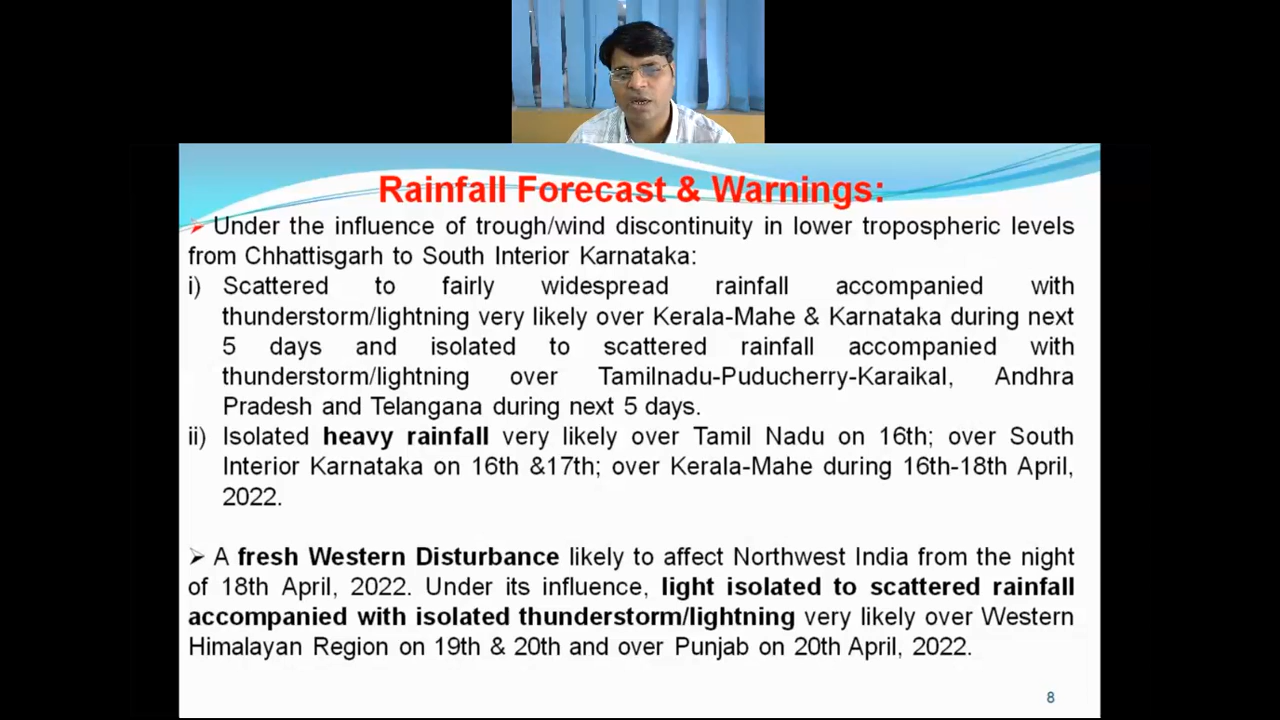 Rainfall Forecast & Warnings:
➢ Under the influence of trough/wind discontinuity in lower tropospheric levels
from Chhattisgarh to South Interior Karnataka:
i) Scattered to fairly widespread rainfall accompanied with
thunderstorm/lightning very likely over Kerala-Mahe & Karnataka during next
5 days and isolated to scattered rainfall accompanied with
thunderstorm/lightning over Tamilnadu-Puducherry-Karaikal, Andhra
Pradesh and Telangana during next 5 days.
ii) Isolated heavy rainfall very likely over Tamil Nadu on 16th; over South
Interior Karnataka on 16th &17th; over Kerala-Mahe during 16th-18th April,
2022.
➢ A fresh Western Disturbance likely to affect Northwest India from the night
of 18th April, 2022. Under its influence, light isolated to scattered rainfall
accompanied with isolated thunderstorm/lightning very likely over Western
Himalayan Region on 19th & 20th and over Punjab on 20th April, 2022.
8